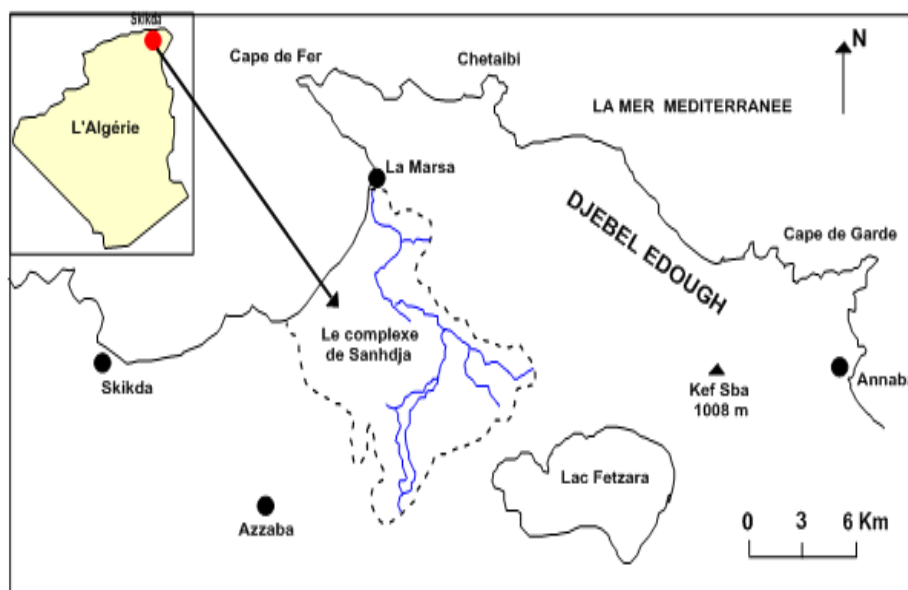 Skikda
L'Algérie
Cape de Fer
Chetaibi
N
LA MER MEDITERRANEE
La Marsa
DJEBEL EDOUGH
Cape de Garde
Le complexe
de Sanhdja
Skikda
Kef Sba
1008 m
Annaba
Lac Fetzara
Azzaba
0 3 6 Km